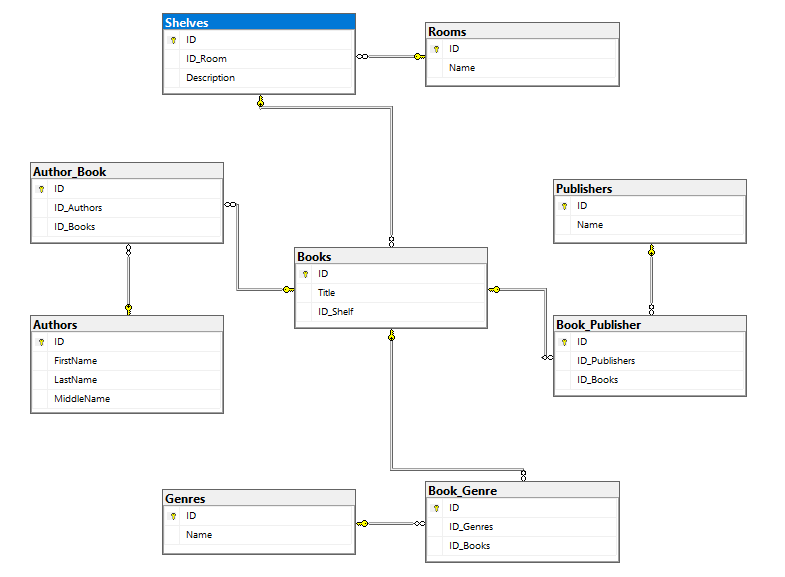 Shelves
ID
ID_Room
Description
Rooms
ID
Name
Author_Book
ID
ID_Authors
ID_Books
Publishers
ID
Name
Books
ID
Title
ID_Shelf
Authors
ID
FirstName
LastName
MiddleName
Book_Publisher
ID
ID_Publishers
ID_Books
Genres
ID
Name
Book_Genre
ID
ID_Genres
ID_Books